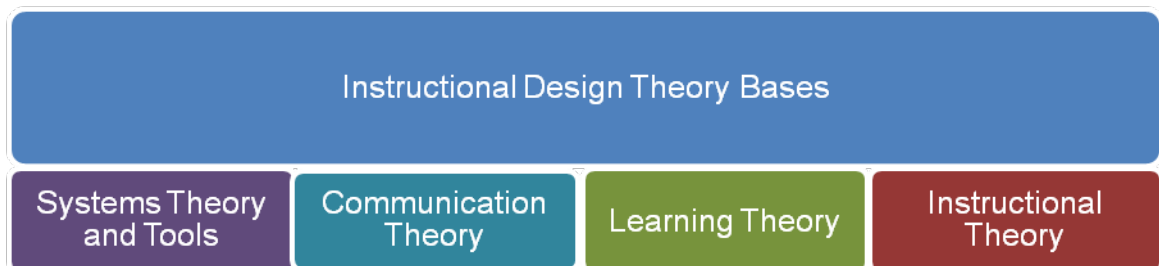 Instructional Design Theory Bases
Systems Theory
and Tools
Communication
Theory
Learning Theory
Instructional
Theory